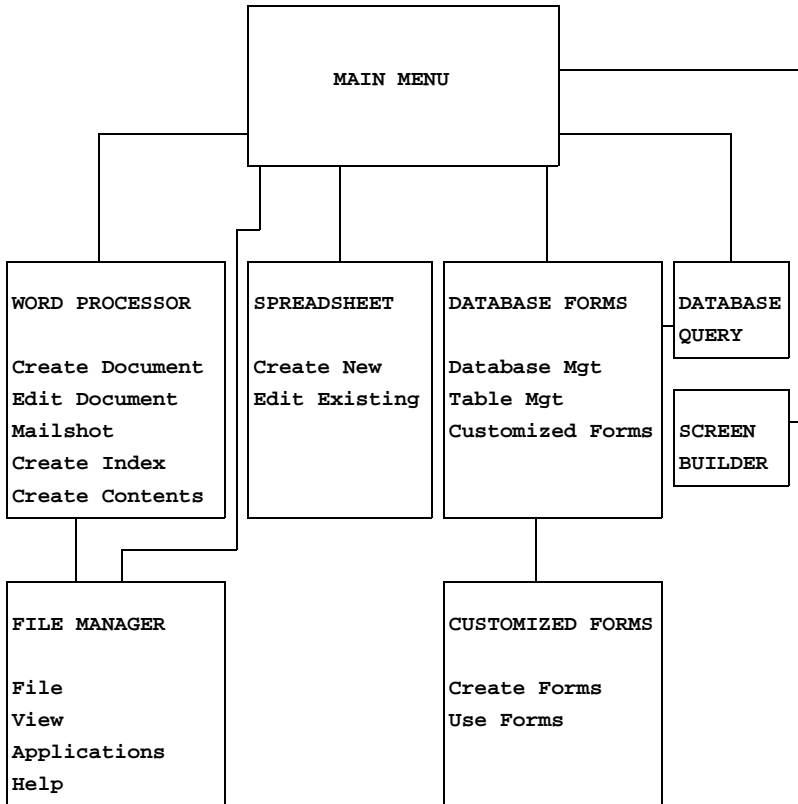 MAIN MENU
WORD PROCESSOR
Create Document
Edit Document
Mailshot
Create Index
Create Contents
SPREADSHEET
Create New
Edit Existing
DATABASE FORMS
Database Mgt
Table Mgt
Customized Forms
DATABASE
QUERY
SCREEN
BUILDER
FILE MANAGER
File
View
Applications
Help
CUSTOMIZED FORMS
Create Forms
Use Forms